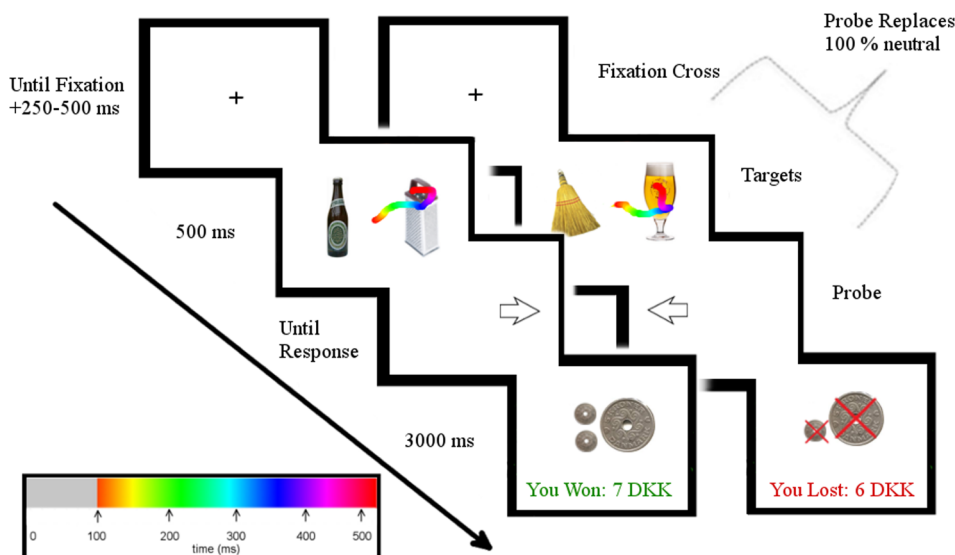 Probe Replaces
100 % neutral
Until Fixation
+250-500 ms
Fixation Cross
Targets
500 ms
Probe
Until
Response
3000 ms
You Won: 7 DKK
You Lost: 6 DKK
0 100 200 300 400 500
time (ms)